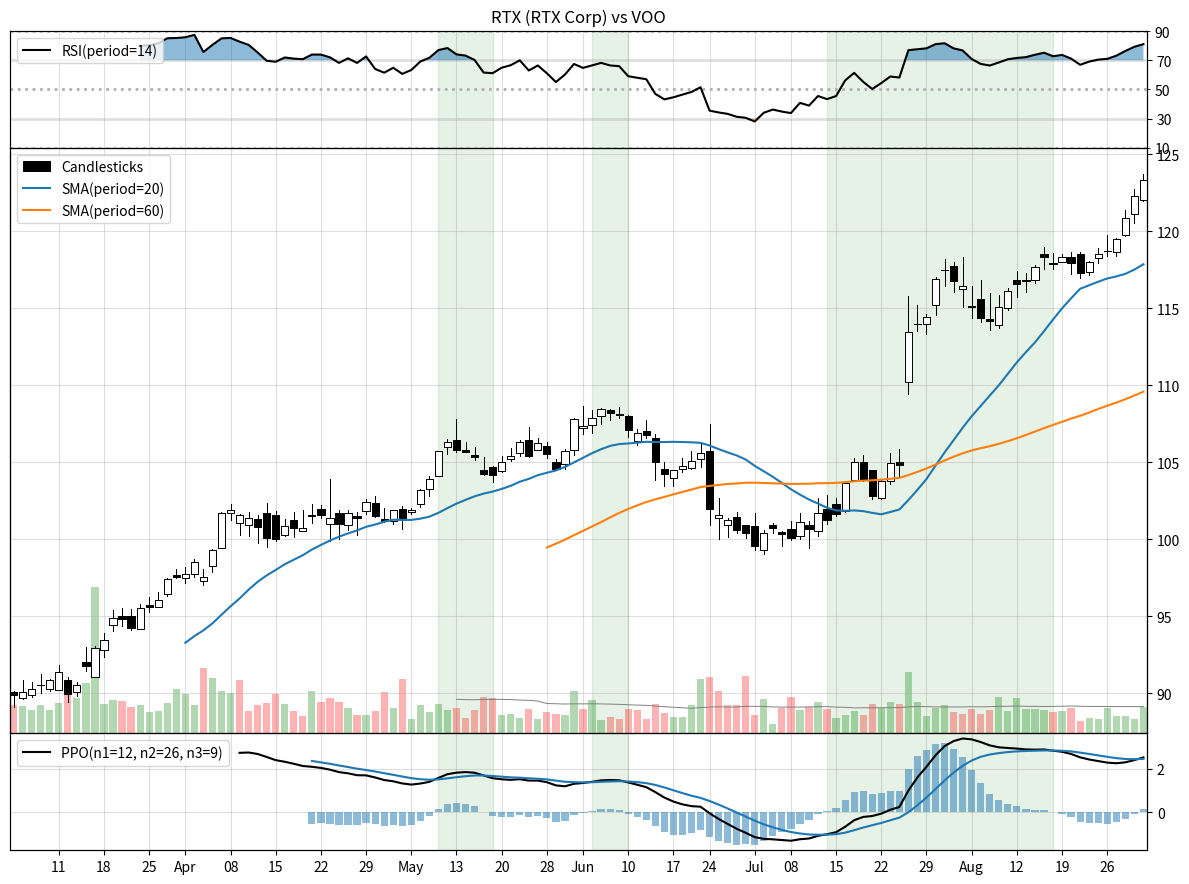 RTX (RTX Corp) vs VOO
RSI(period=14)
90
70
50
30
10
Candlesticks
SMA(period=20)
SMA(period=60)
125
120
115
110
105
100
95
90
PPO(n1=12, n2=26, n3=9)
2
0
11 18 25 Apr 08 15 22 29 May 13 20 28 Jun 10 17 24 Jul 08 15 22 29 Aug 12 19 26